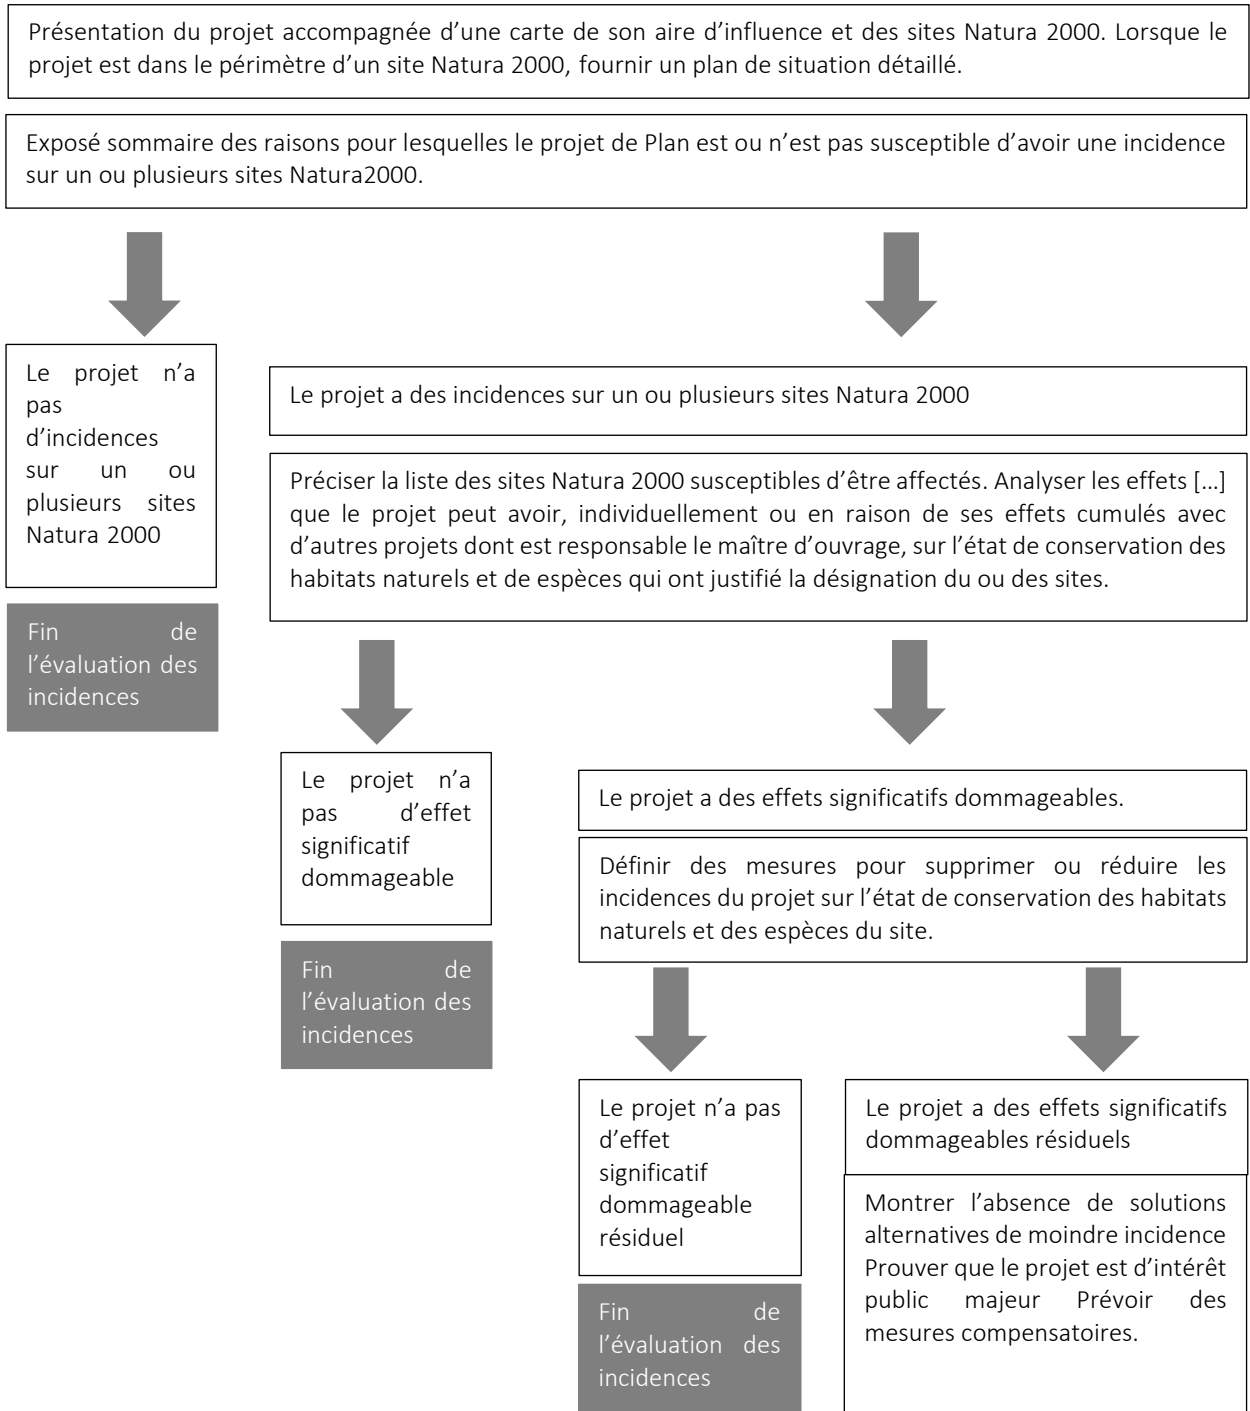 Présentation du projet accompagnée d’une carte de son aire d’influence et des sites Natura 2000. Lorsque le
projet est dans le périmètre d’un site Natura 2000, fournir un plan de situation détaillé.
Exposé sommaire des raisons pour lesquelles le projet de Plan est ou n’est pas susceptible d’avoir une incidence
sur un ou plusieurs sites Natura2000.
Le projet n’a
pas
d’incidences
sur un ou
plusieurs sites
Natura 2000
Fin de
l’évaluation des
incidences
Le projet a des incidences sur un ou plusieurs sites Natura 2000
Préciser la liste des sites Natura 2000 susceptibles d’être affectés. Analyser les effets […]
que le projet peut avoir, individuellement ou en raison de ses effets cumulés avec
d’autres projets dont est responsable le maître d’ouvrage, sur l’état de conservation des
habitats naturels et de espèces qui ont justifié la désignation du ou des sites.
Le projet n’a
pas d’effet
significatif
dommageable
Fin de
l’évaluation des
incidences
Le projet a des effets significatifs dommageables.
Définir des mesures pour supprimer ou réduire les
incidences du projet sur l’état de conservation des habitats
naturels et des espèces du site.
Le projet n’a pas
d’effet
significatif
dommageable
résiduel
Fin de
l’évaluation des
incidences
Le projet a des effets significatifs
dommageables résiduels
Montrer l’absence de solutions
alternatives de moindre incidence
Prouver que le projet est d’intérêt
public majeur Prévoir des
mesures compensatoires.